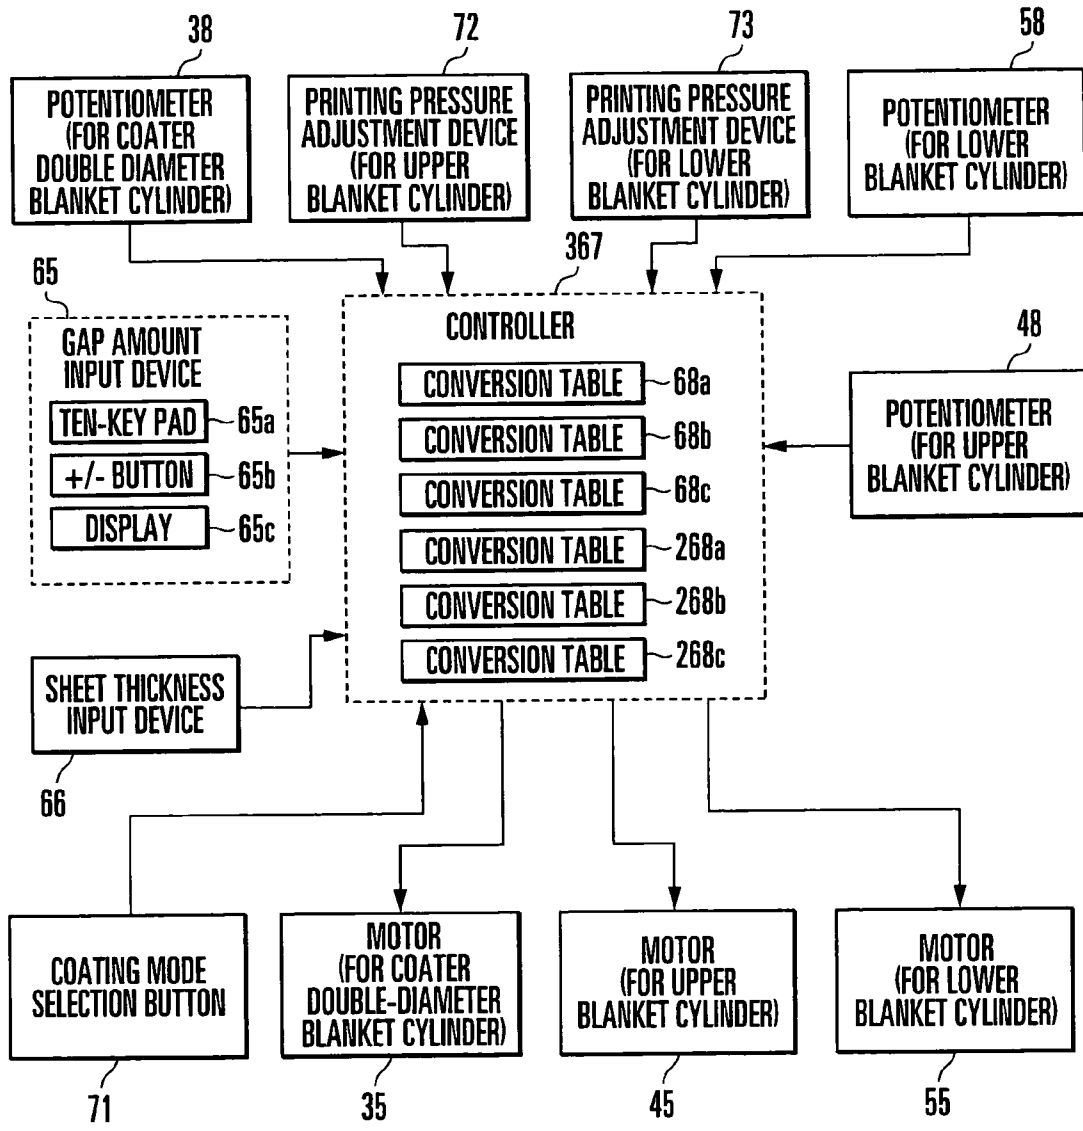 38
72
73
58
POTENTIOMETER
(FOR COATER
DOUBLE DIAMETER
BLANKET CYLINDER)
PRINTING PRESSURE
ADJUSTMENT DEVICE
(FOR UPPER
BLANKET CYLINDER)
PRINTING PRESSURE
ADJUSTMENT DEVICE
(FOR LOWER
BLANKET CYLINDER)
POTENTIOMETER
(FOR LOWER
BLANKET CYLINDER)
65
367
GAP AMOUNT
INPUT DEVICE
TEN-KEY PAD
65a
+/- BUTTON
65b
DISPLAY
65c
CONTROLLER
CONVERSION TABLE
68a
CONVERSION TABLE
68b
CONVERSION TABLE
68c
CONVERSION TABLE
268a
CONVERSION TABLE
268b
CONVERSION TABLE
268c
48
POTENTIOMETER
(FOR UPPER
BLANKET CYLINDER)
SHEET THICKNESS
INPUT DEVICE
66
COATING MODE
SELECTION BUTTON
MOTOR
(FOR COATER
DOUBLE-DIAMETER
BLANKET CYLINDER)
MOTOR
(FOR UPPER
BLANKET CYLINDER)
MOTOR
(FOR LOWER
BLANKET CYLINDER)
71
35
45
55